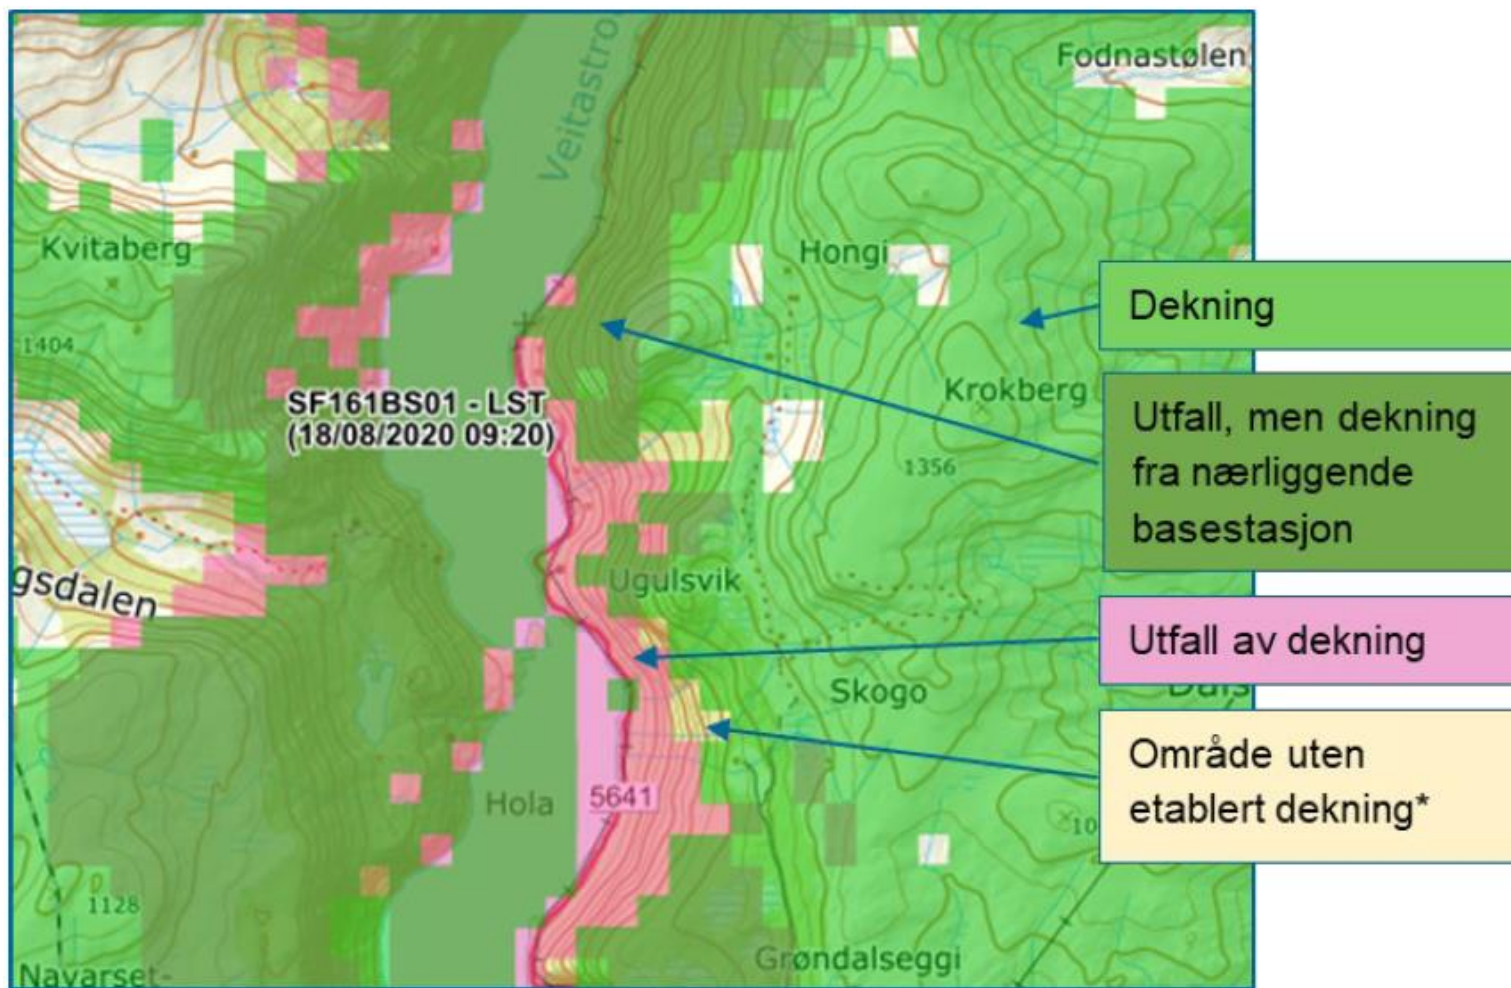 Veitastro
Fodnastølen
Kvitaberg
Hongi
Dekning
1404
Krokberg
SF161BS01 - LST
(18/08/2020 09:20)
Utfall, men dekning
fra nærliggende
basestasjon
1356
gsdalen
Ugulsvik
Utfall av dekning
Skogo
Område uten
etablert dekning*
5641
Hola
10
1128
Grøndalseggi
Navarset-